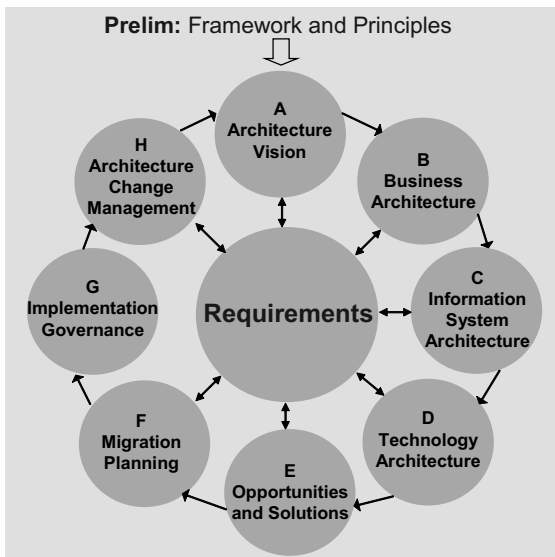 Prelim: Framework and Principles
A
Architecture
Vision
B
Business
Architecture
C
Information
System
Architecture
D
Technology
Architecture
E
Opportunities
and Solutions
F
Migration
Planning
G
Implementation
Governance
H
Architecture
Change
Management
Requirements